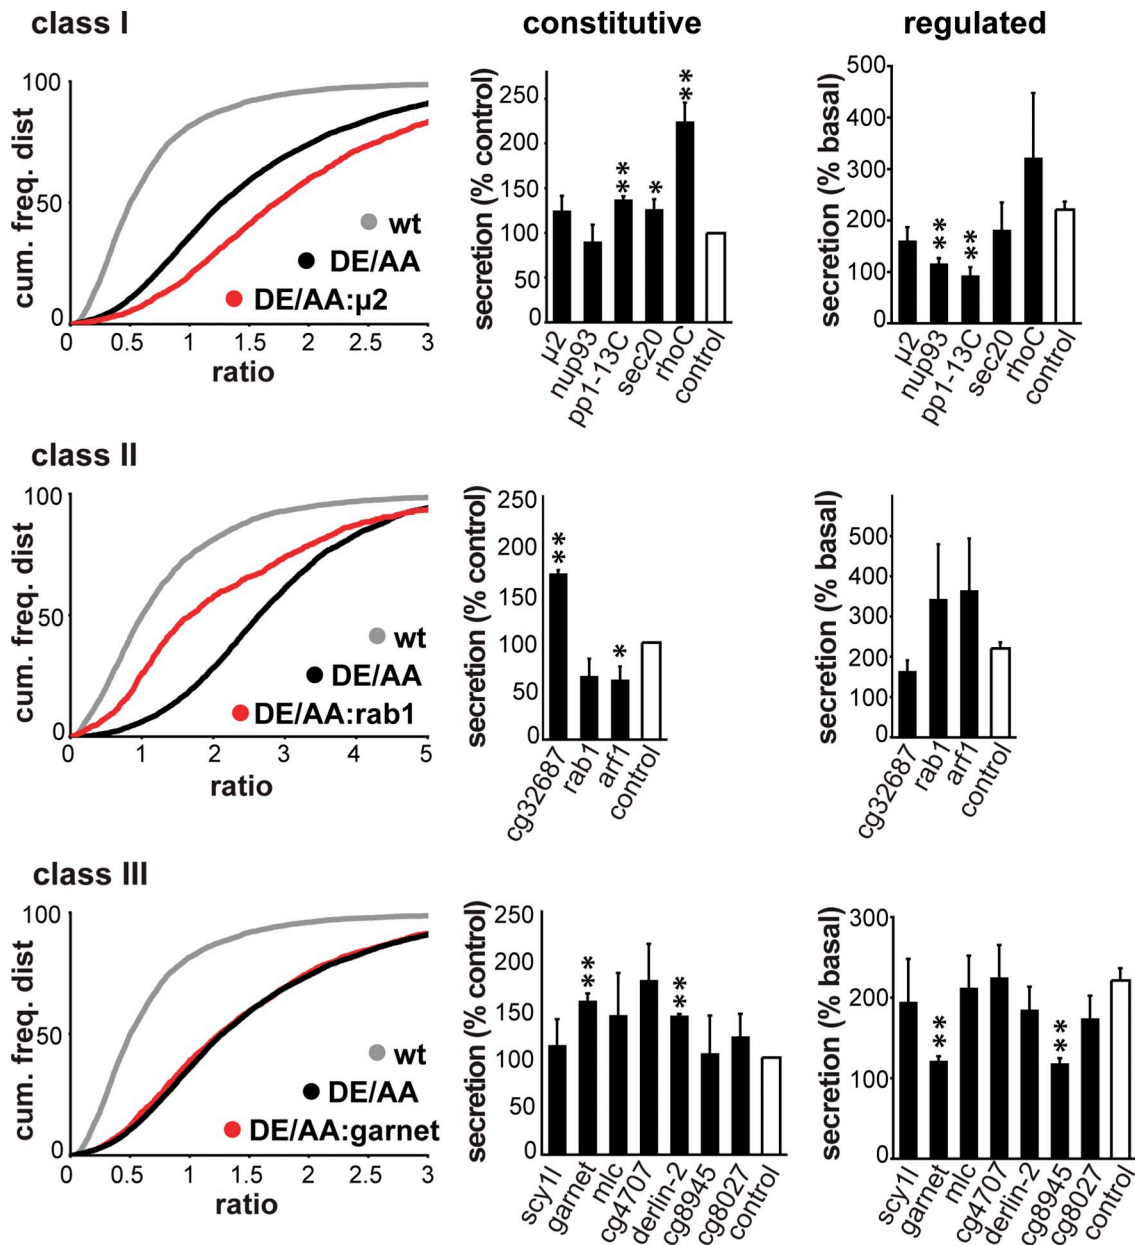 class I
constitutive
regulated
cum. freq. dist
100
50
0
wt
DE/AA
DE/AA:µ2
0 0.5 1 1.5 2 2.5 3
ratio
secretion (% control)
250
200
150
100
50
0
** * **
µ2
nup93
pp1-13C
sec20
rhoC
control
secretion (% basal)
500
400
300
200
100
0
** **
µ2
nup93
pp1-13C
sec20
rhoC
control
class II
cum. freq. dist
100
50
0
wt
DE/AA
DE/AA:rab1
0 1 2 3 4 5
ratio
secretion (% control)
250
200
150
100
50
0
** *
cg32687
rab1
arf1
control
secretion (% basal)
500
400
300
200
100
0
cg32687
rab1
arf1
control
class III
cum. freq. dist
100
50
0
wt
DE/AA
DE/AA:garnet
0 0.5 1 1.5 2 2.5 3
ratio
secretion (% control)
250
200
150
100
50
0
** **
scy1l
garnet
mlc
cg4707
derlin-2
cg8945
cg8027
control
secretion (% basal)
300
200
100
0
** **
scy1l
garnet
mlc
cg4707
derlin-2
cg8945
cg8027
control